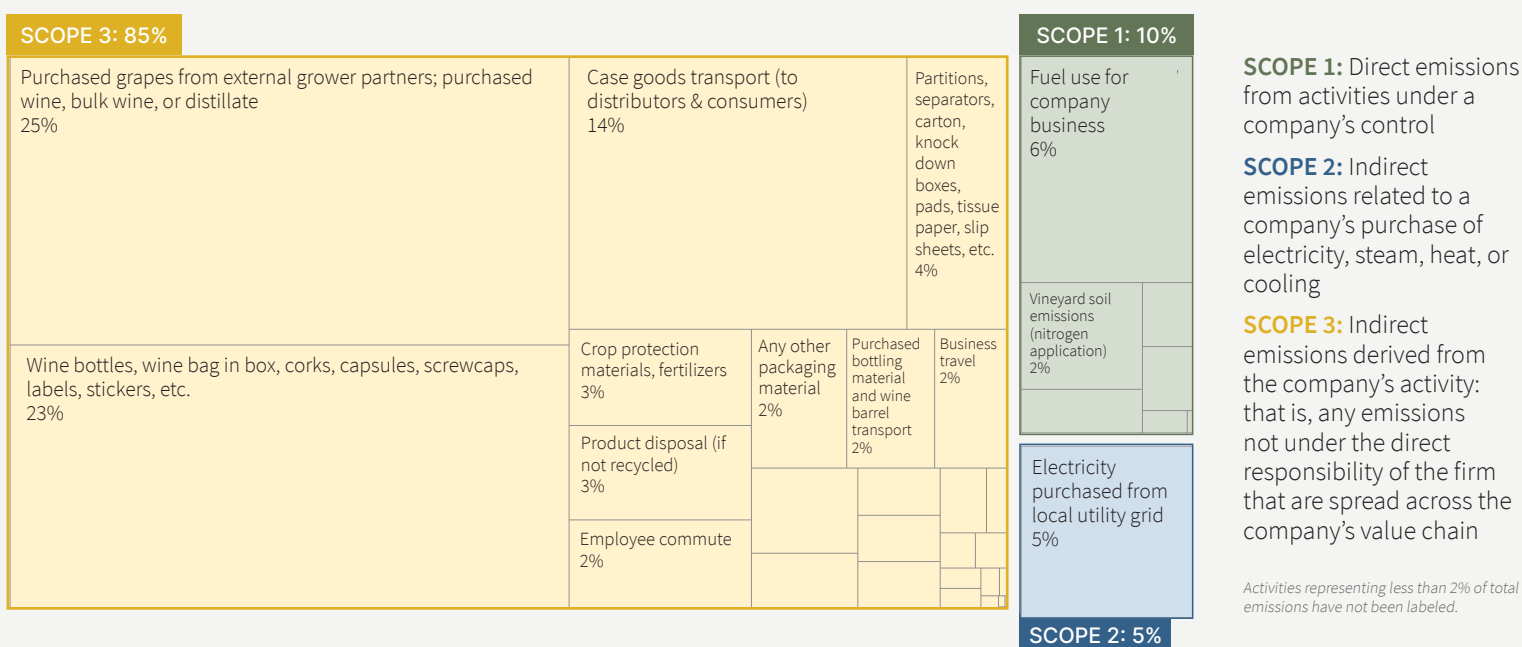 SCOPE 3: 85%
Purchased grapes from external grower partners; purchased
wine, bulk wine, or distillate
25%
Wine bottles, wine bag in box, corks, capsules, screwcaps,
labels, stickers, etc.
23%
Case goods transport (to
distributors & consumers)
14%
Partitions,
separators,
carton,
knock
down
boxes,
pads, tissue
paper, slip
sheets, etc.
4%
Crop protection
materials, fertilizers
3%
Product disposal (if
not recycled)
3%
Employee commute
2%
Any other
packaging
material
2%
Purchased
bottling
material
and wine
barrel
transport
2%
Business
travel
2%
SCOPE 1: 10%
Fuel use for
company
business
6%
Vineyard soil
emissions
(nitrogen
application)
2%
Electricity
purchased from
local utility grid
5%
SCOPE 2: 5%
SCOPE 1: Direct emissions
from activities under a
company’s control
SCOPE 2: Indirect
emissions related to a
company’s purchase of
electricity, steam, heat, or
cooling
SCOPE 3: Indirect
emissions derived from
the company’s activity:
that is, any emissions
not under the direct
responsibility of the firm
that are spread across the
company’s value chain
Activities representing less than 2% of total
emissions have not been labeled.